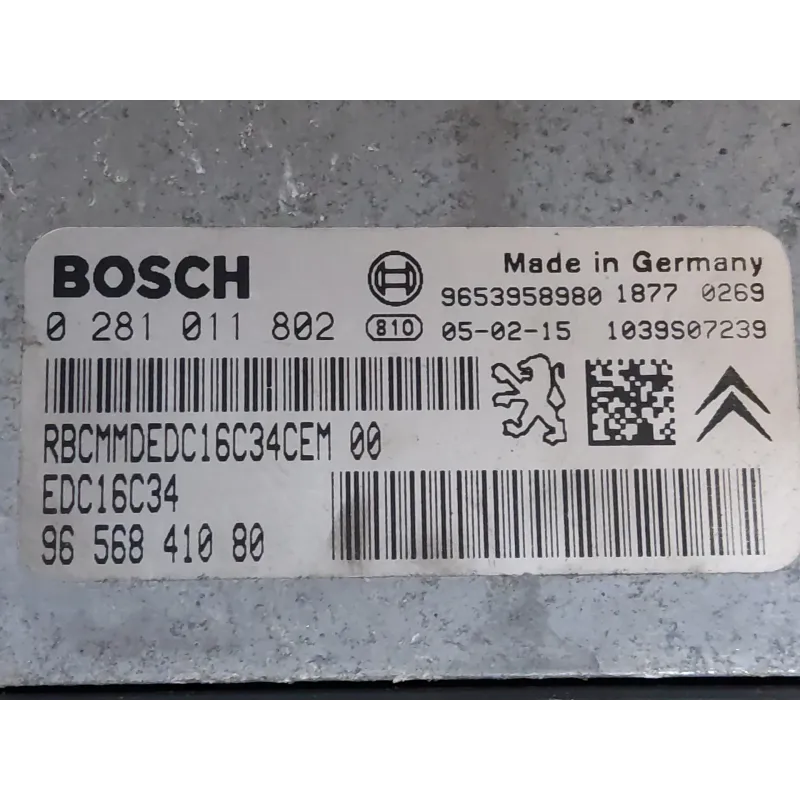 BOSCH
Made in Germany
9653958980 1877 0269
0 281 011 802
810
05-02-15 1039S07239
RBCMMDEDC16C34CEM 00
EDC16C34
96 568 410 80